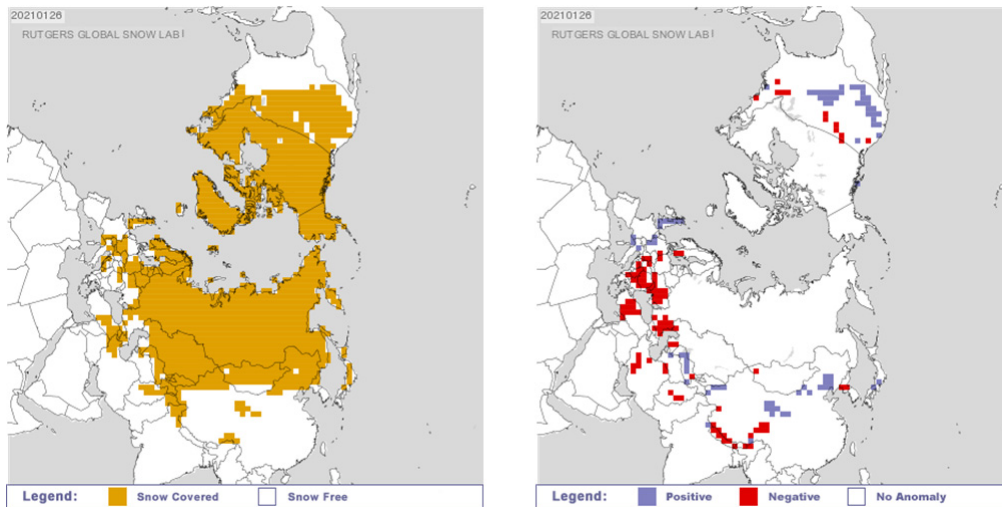 20210126
RUTGERS GLOBAL SNOW LAB
Legend: Snow Covered Snow Free
20210126
RUTGERS GLOBAL SNOW LAB
Legend: Positive Negative No Anomaly